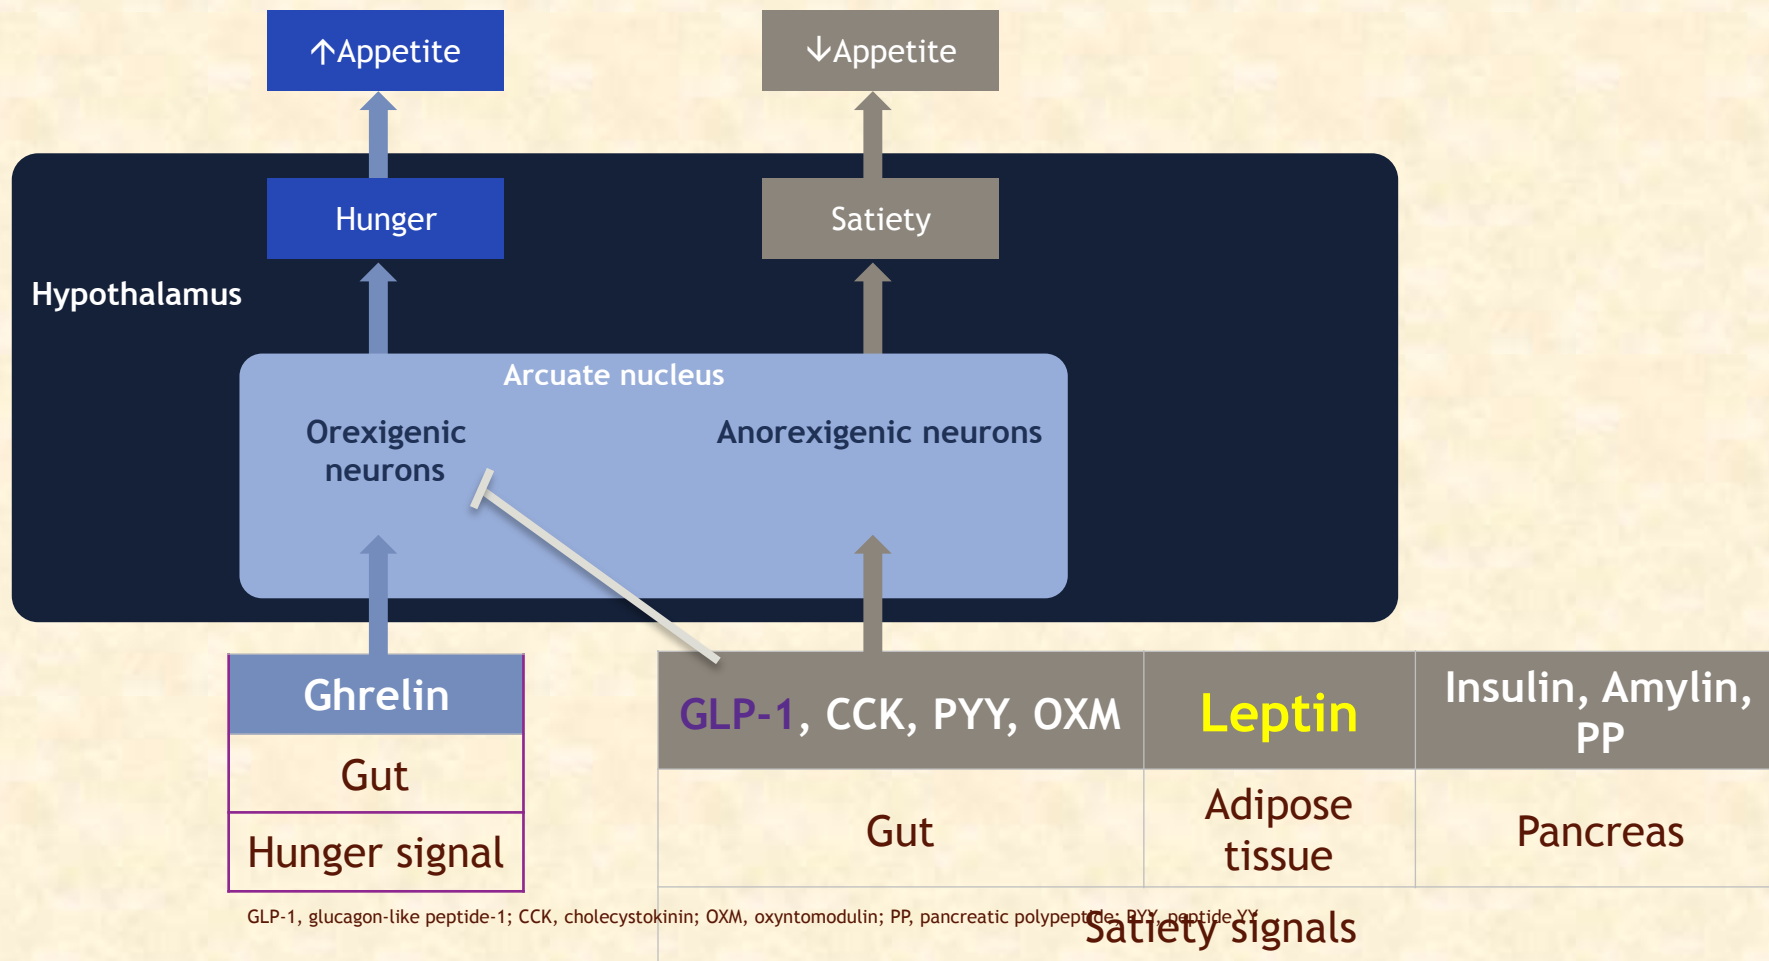 ↑Appetite
↓Appetite
Hunger
Satiety
Hypothalamus
Arcuate nucleus
Orexigenic
neurons
Anorexigenic neurons
Ghrelin
Gut
Hunger signal
GLP-1, CCK, PYY, OXM
Leptin
Insulin, Amylin,
PP
Gut
Adipose
tissue
Pancreas
Satiety signals
GLP-1, glucagon-like peptide-1; CCK, cholecystokinin; OXM, oxyntomodulin; PP, pancreatic polypeptide; PYY, peptide YY